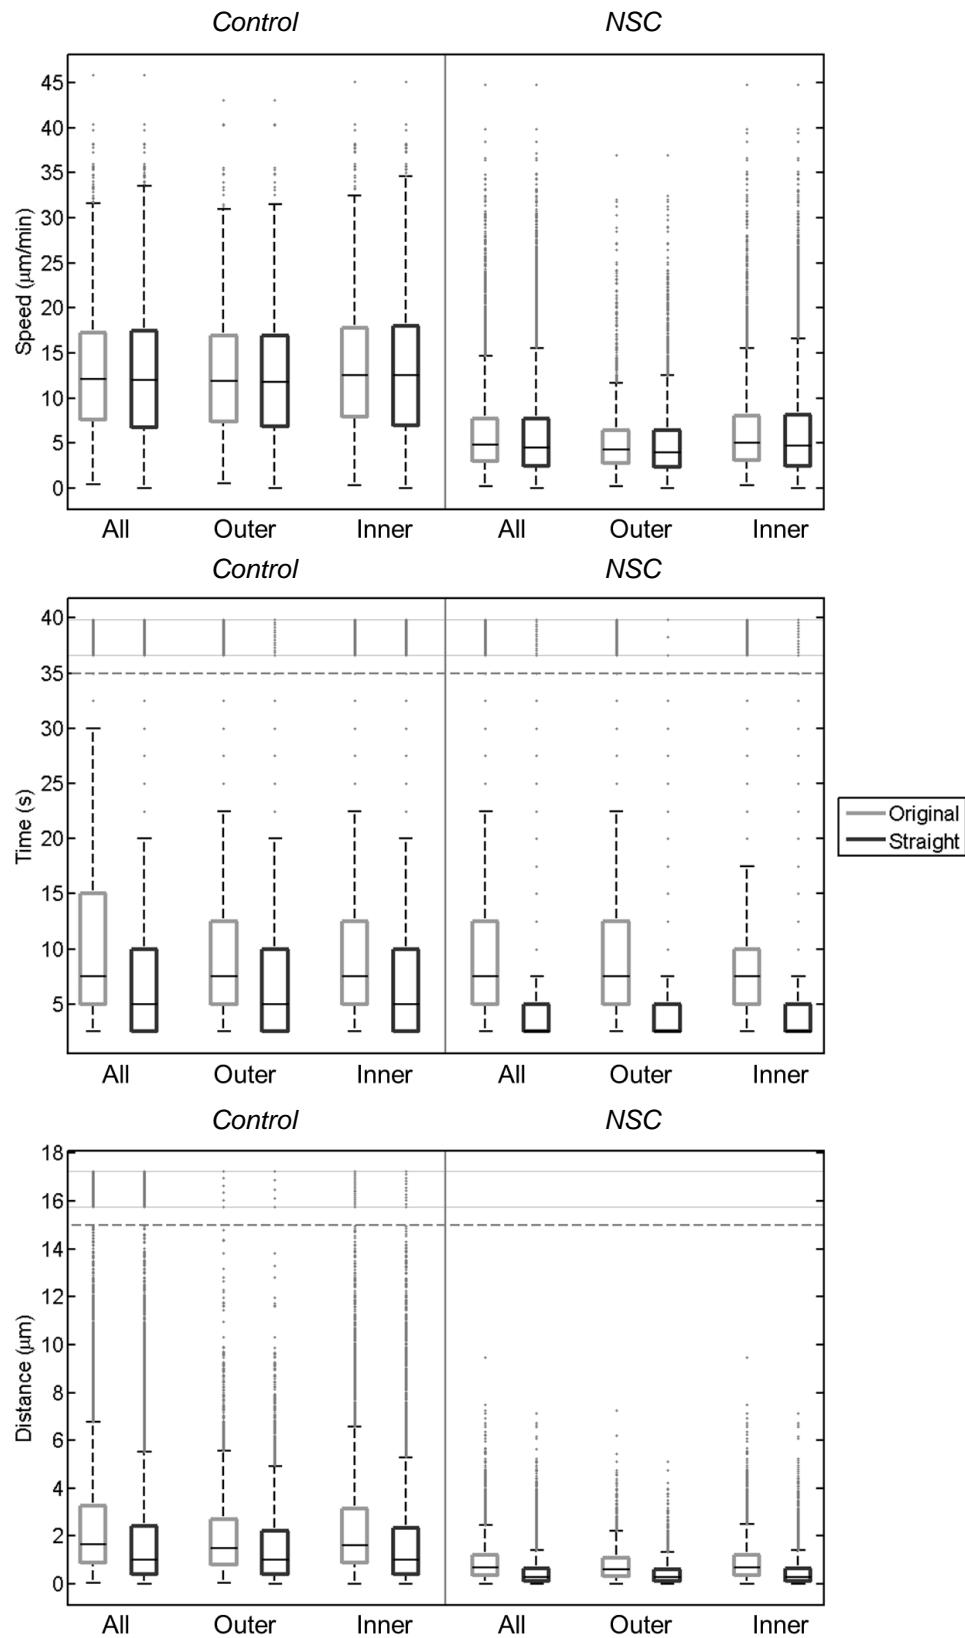 Control NSC
45
40
35
30
25
20
15
10
5
0
Speed (μm/min)
All Outer Inner All Outer Inner
Control NSC
40
35
30
25
20
15
10
5
Time (s)
All Outer Inner All Outer Inner
Original
Straight
Control NSC
18
16
14
12
10
8
6
4
2
0
Distance (μm)
All Outer Inner All Outer Inner